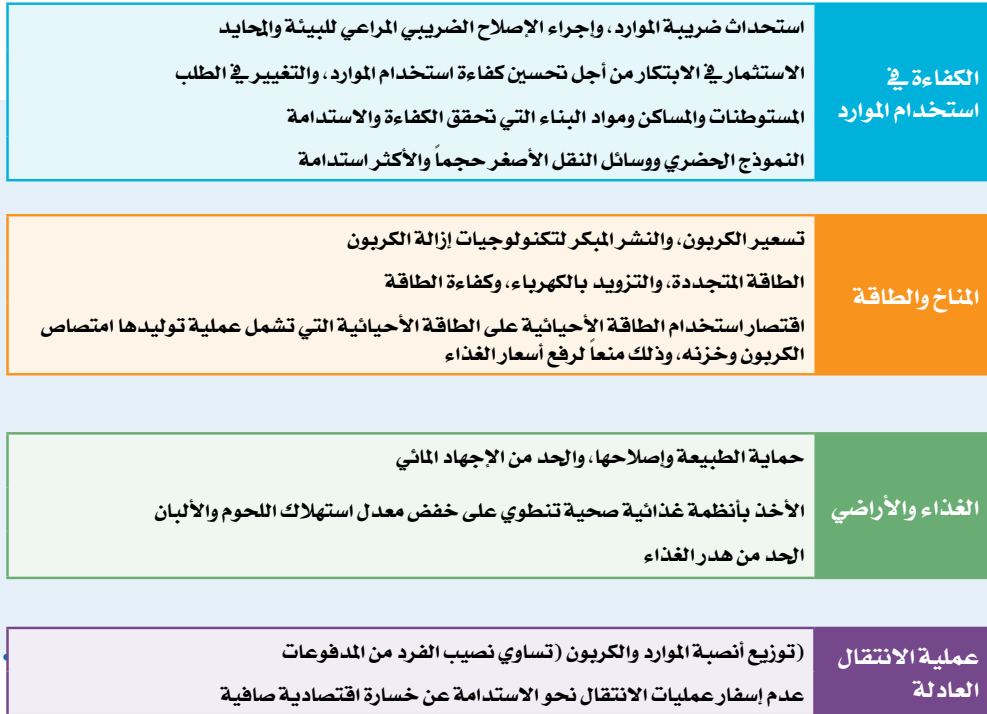 الكفاءة في
استخدام الموارد
استحداث ضريبة الموارد، وإجراء الإصلاح الضريبي المراعي للبيئة والمحايد
الاستثمار في الابتكار من أجل تحسين كفاءة استخدام الموارد، والتغيير في الطلب
المستوطنات والمساكن ومواد البناء التي تحقق الكفاءة والاستدامة
النموذج الحضري ووسائل النقل الأصغر حجماً والأكثر استدامة
المناخ والطاقة
تسعير الكربون، والنشر المبكر لتكنولوجيات إزالة الكربون
الطاقة المتجددة، والتزويد بالكهرباء، وكفاءة الطاقة
اقتصار استخدام الطاقة الأحيائية على الطاقة الأحيائية التي تشمل عملية توليدها امتصاص
الكربون وخزنه، وذلك منعاً لرفع أسعار الغذاء
الغذاء والأراضي
حماية الطبيعة وإصلاحها، والحد من الإجهاد المائي
الأخذ بأنظمة غذائية صحية تنطوي على خفض معدل استهلاك اللحوم والألبان
الحد من هدر الغذاء
عملية الانتقال
العادلة
(توزيع أنصبة الموارد والكربون (تساوي نصيب الفرد من المدفوعات
عدم إسفار عمليات الانتقال نحو الاستدامة عن خسارة اقتصادية صافية